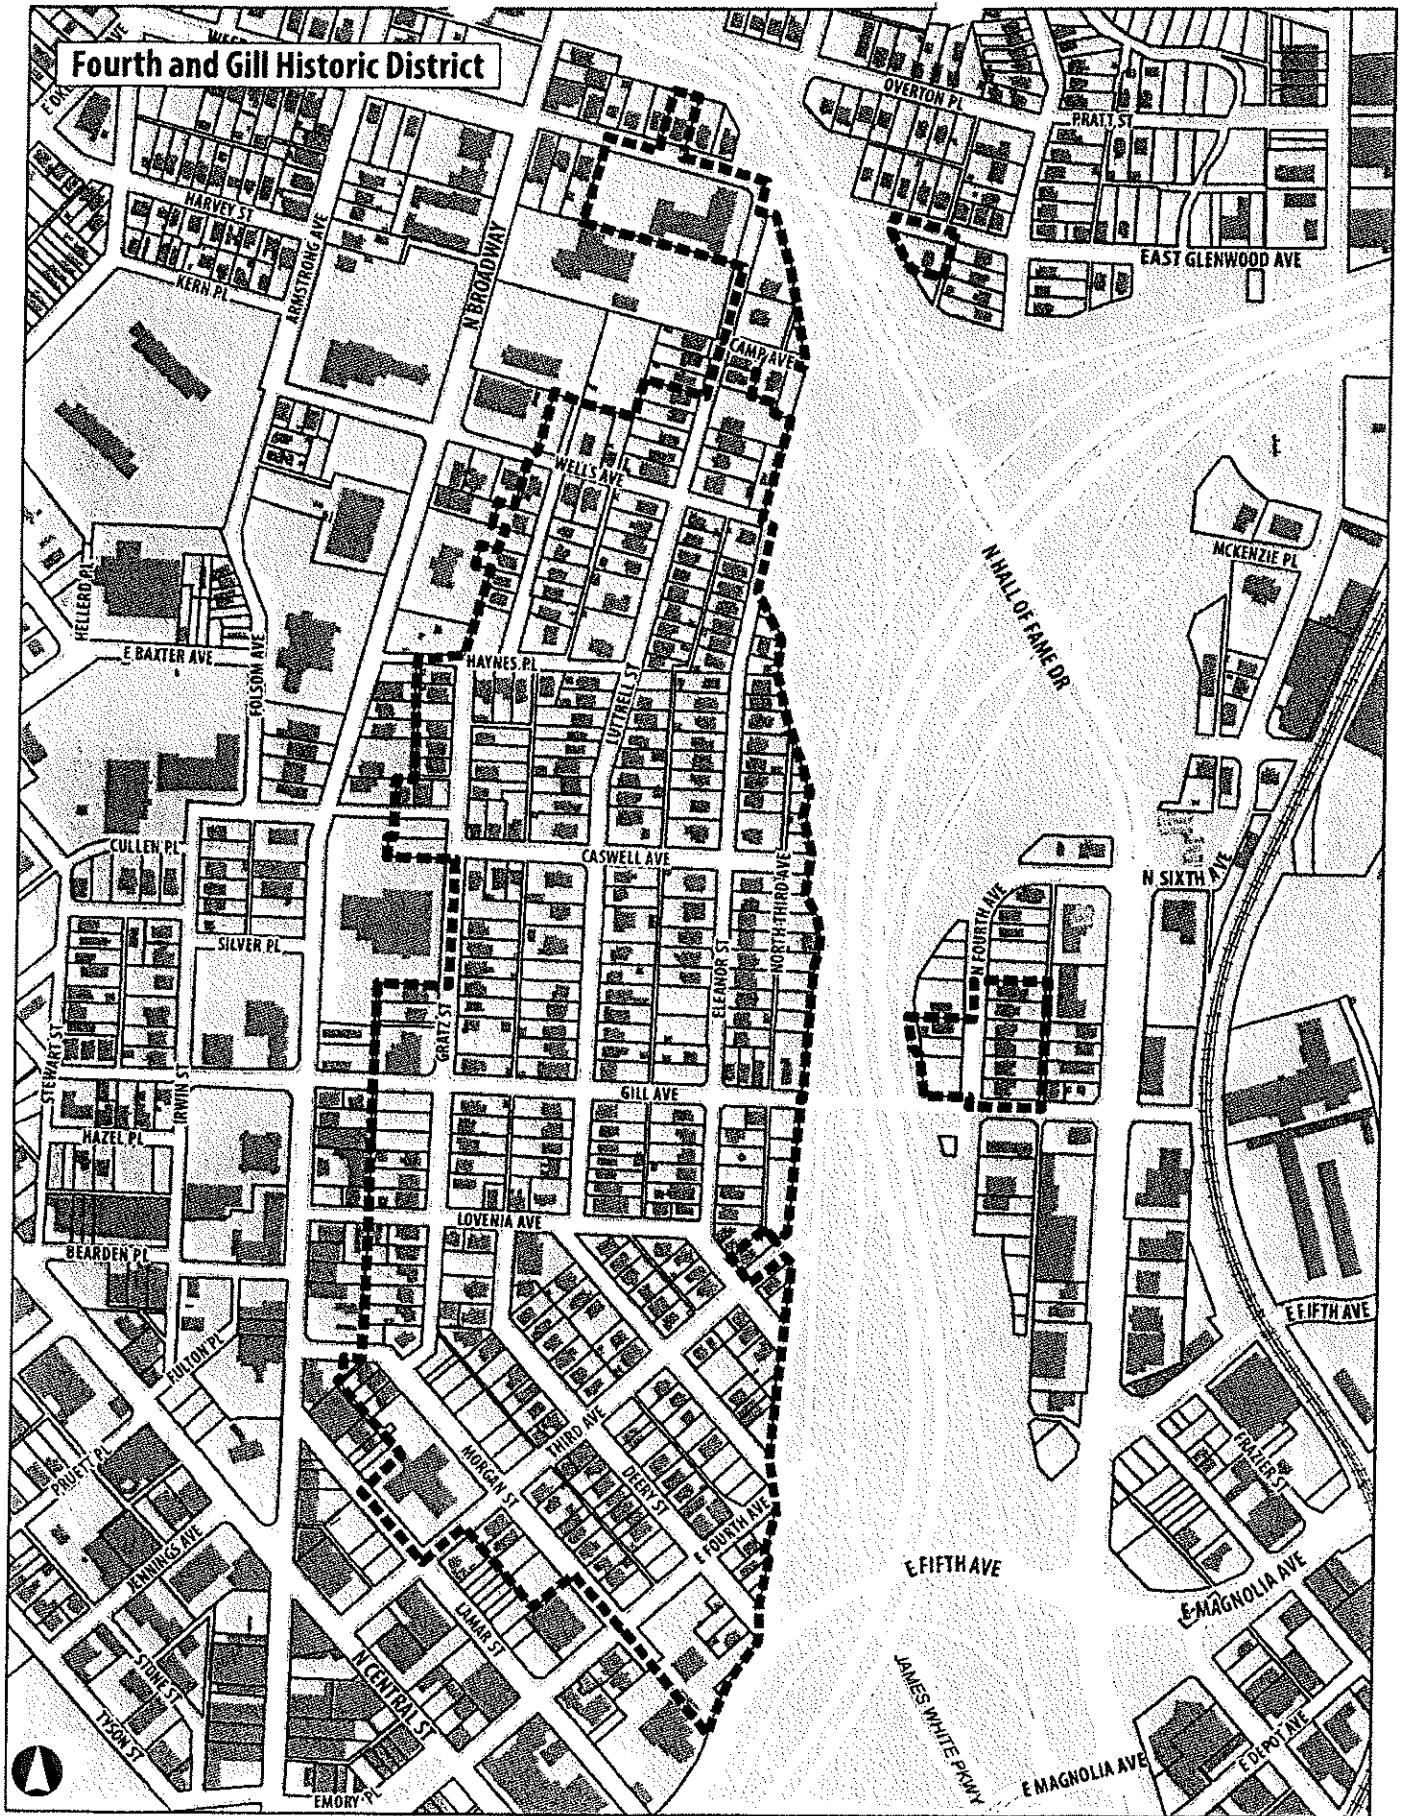 Fourth and Gill Historic District
OVERTON PL
PRATT ST
HARVEY ST
ARMSTRONG AVE
N BROADWAY
EAST GLENWOOD AVE
KERN PL
CAMP AVE
WELLS AVE
N HALL OF FAME DR
MCKENZIE PL
HELLERD PL
E BAXTER AVE
FOLSOM AVE
HAYNES PL
LUTTRELL ST
CULLEN PL
CASWELL AVE
NORTH THIRD AVE
N SIXTH AVE
N FOURTH AVE
SILVER PL
ELEANOR ST
GRATZ ST
STEWART ST
IRWIN ST
GILL AVE
HAZEL PL
LOVENIA AVE
BEARDEN PL
E FIFTH AVE
FULTON PL
THIRD AVE
MORGAN ST
DEERY ST
FRAZIER ST
PRUETT PL
E FOURTH AVE
JENNINGS AVE
E FIFTH AVE
E MAGNOLIA AVE
LAMAR ST
STONE ST
N CENTRAL ST
TYSON ST
JAMES WHITE PKWY
E MAGNOLIA AVE
E DEPOT AVE
EMORY PL